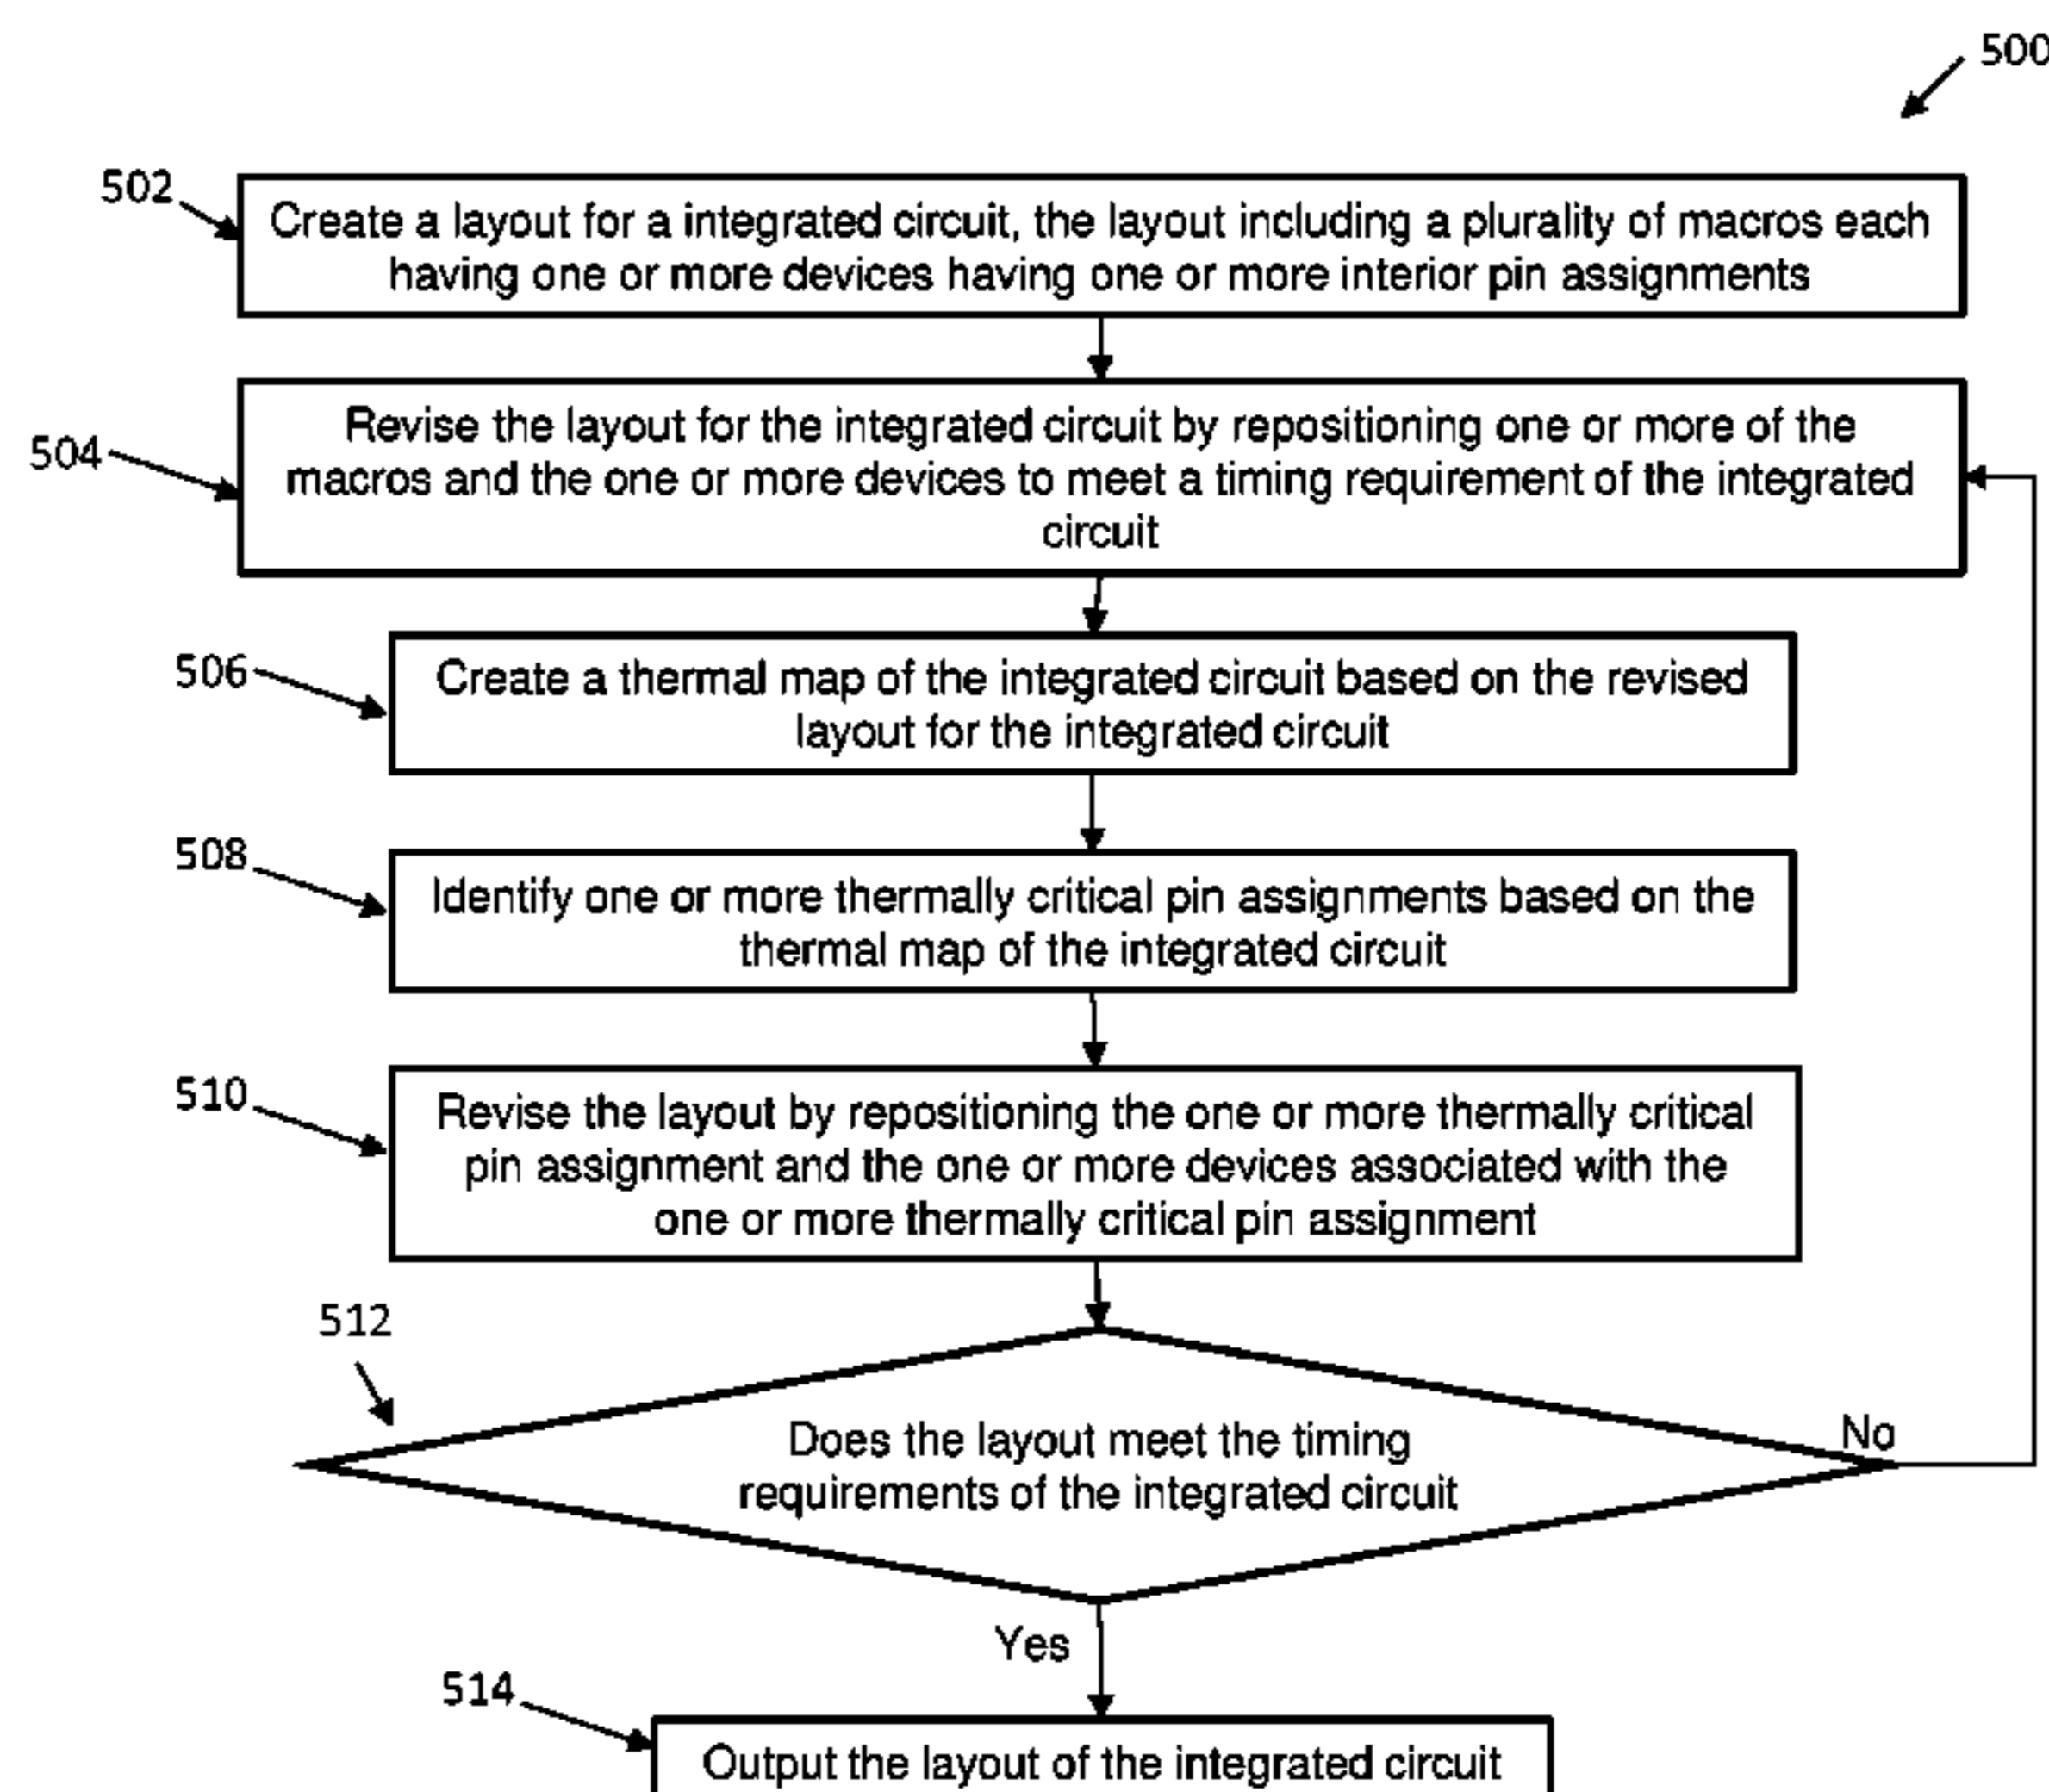 500
502
Create a layout for a integrated circuit, the layout including a plurality of macros each
having one or more devices having one or more interior pin assignments
504
Revise the layout for the integrated circuit by repositioning one or more of the
macros and the one or more devices to meet a timing requirement of the integrated
circuit
506
Create a thermal map of the integrated circuit based on the revised
layout for the integrated circuit
508
Identify one or more thermally critical pin assignments based on the
thermal map of the integrated circuit
510
Revise the layout by repositioning the one or more thermally critical
pin assignment and the one or more devices associated with the
one or more thermally critical pin assignment
512
Does the layout meet the timing
requirements of the integrated circuit
No
Yes
514
Output the layout of the integrated circuit